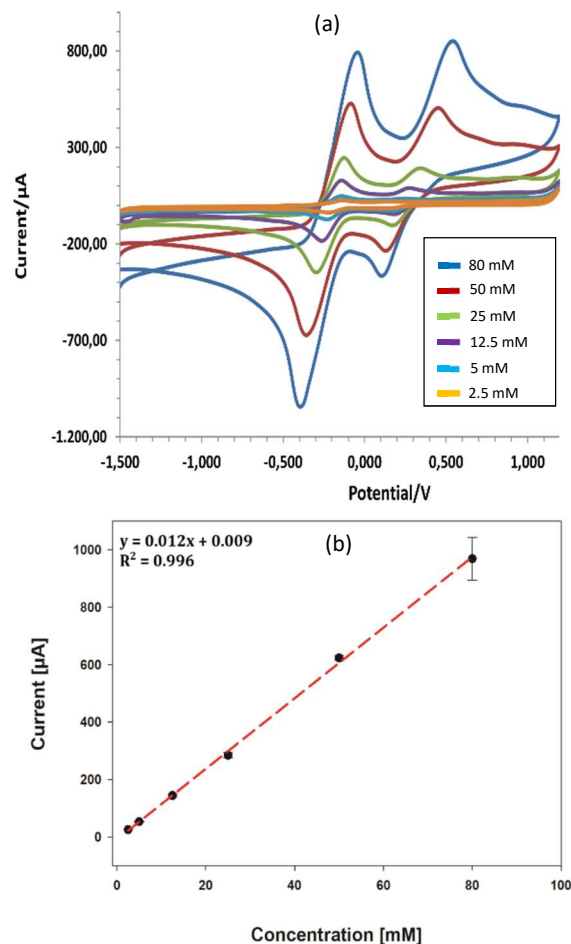 (a)
800,00
300,00
-200,00
-700,00
-1.200,00
Current/µA
-1,500
-1,000
-0,500
0,000
0,500
1,000
Potential/V
80 mM
50 mM
25 mM
12.5 mM
5 mM
2.5 mM
(b)
y = 0.012x + 0.009
R² = 0.996
1000
800
600
400
200
0
Current [µA]
0
20
40
60
80
100
Concentration [mM]